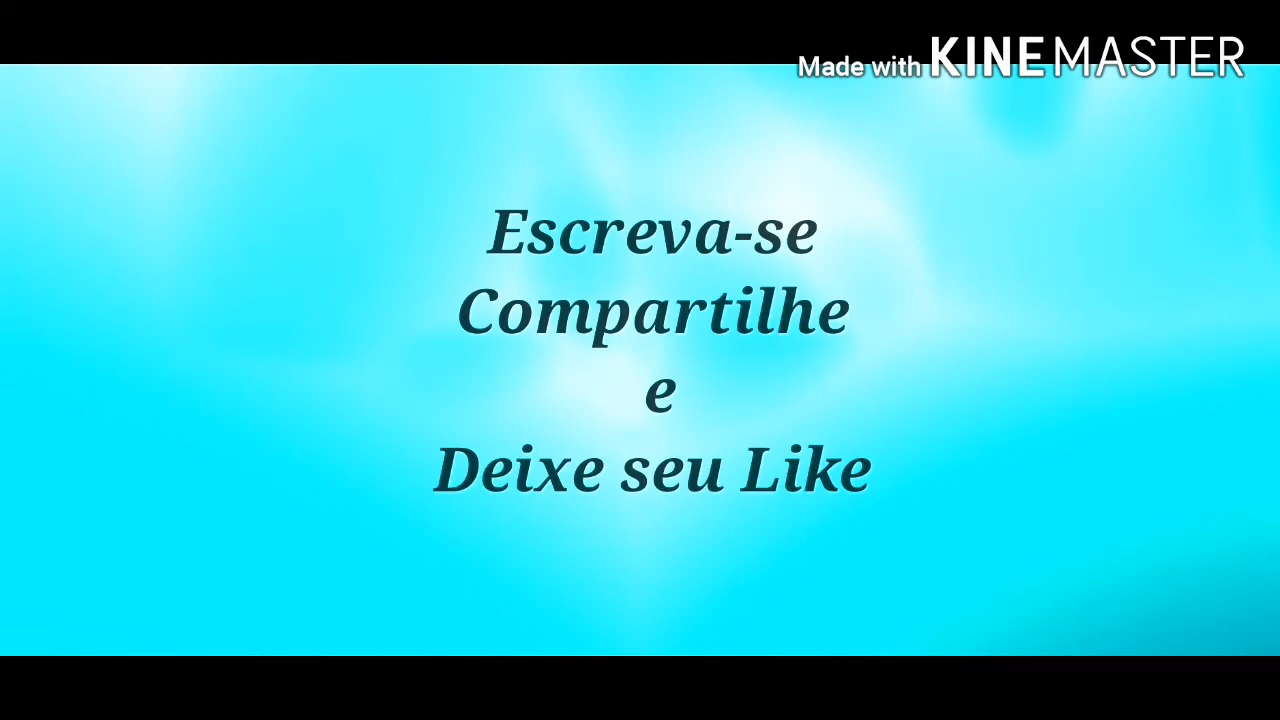 Made with KINEMASTER
Escreva-se
Compartilhe
e
Deixe seu Like